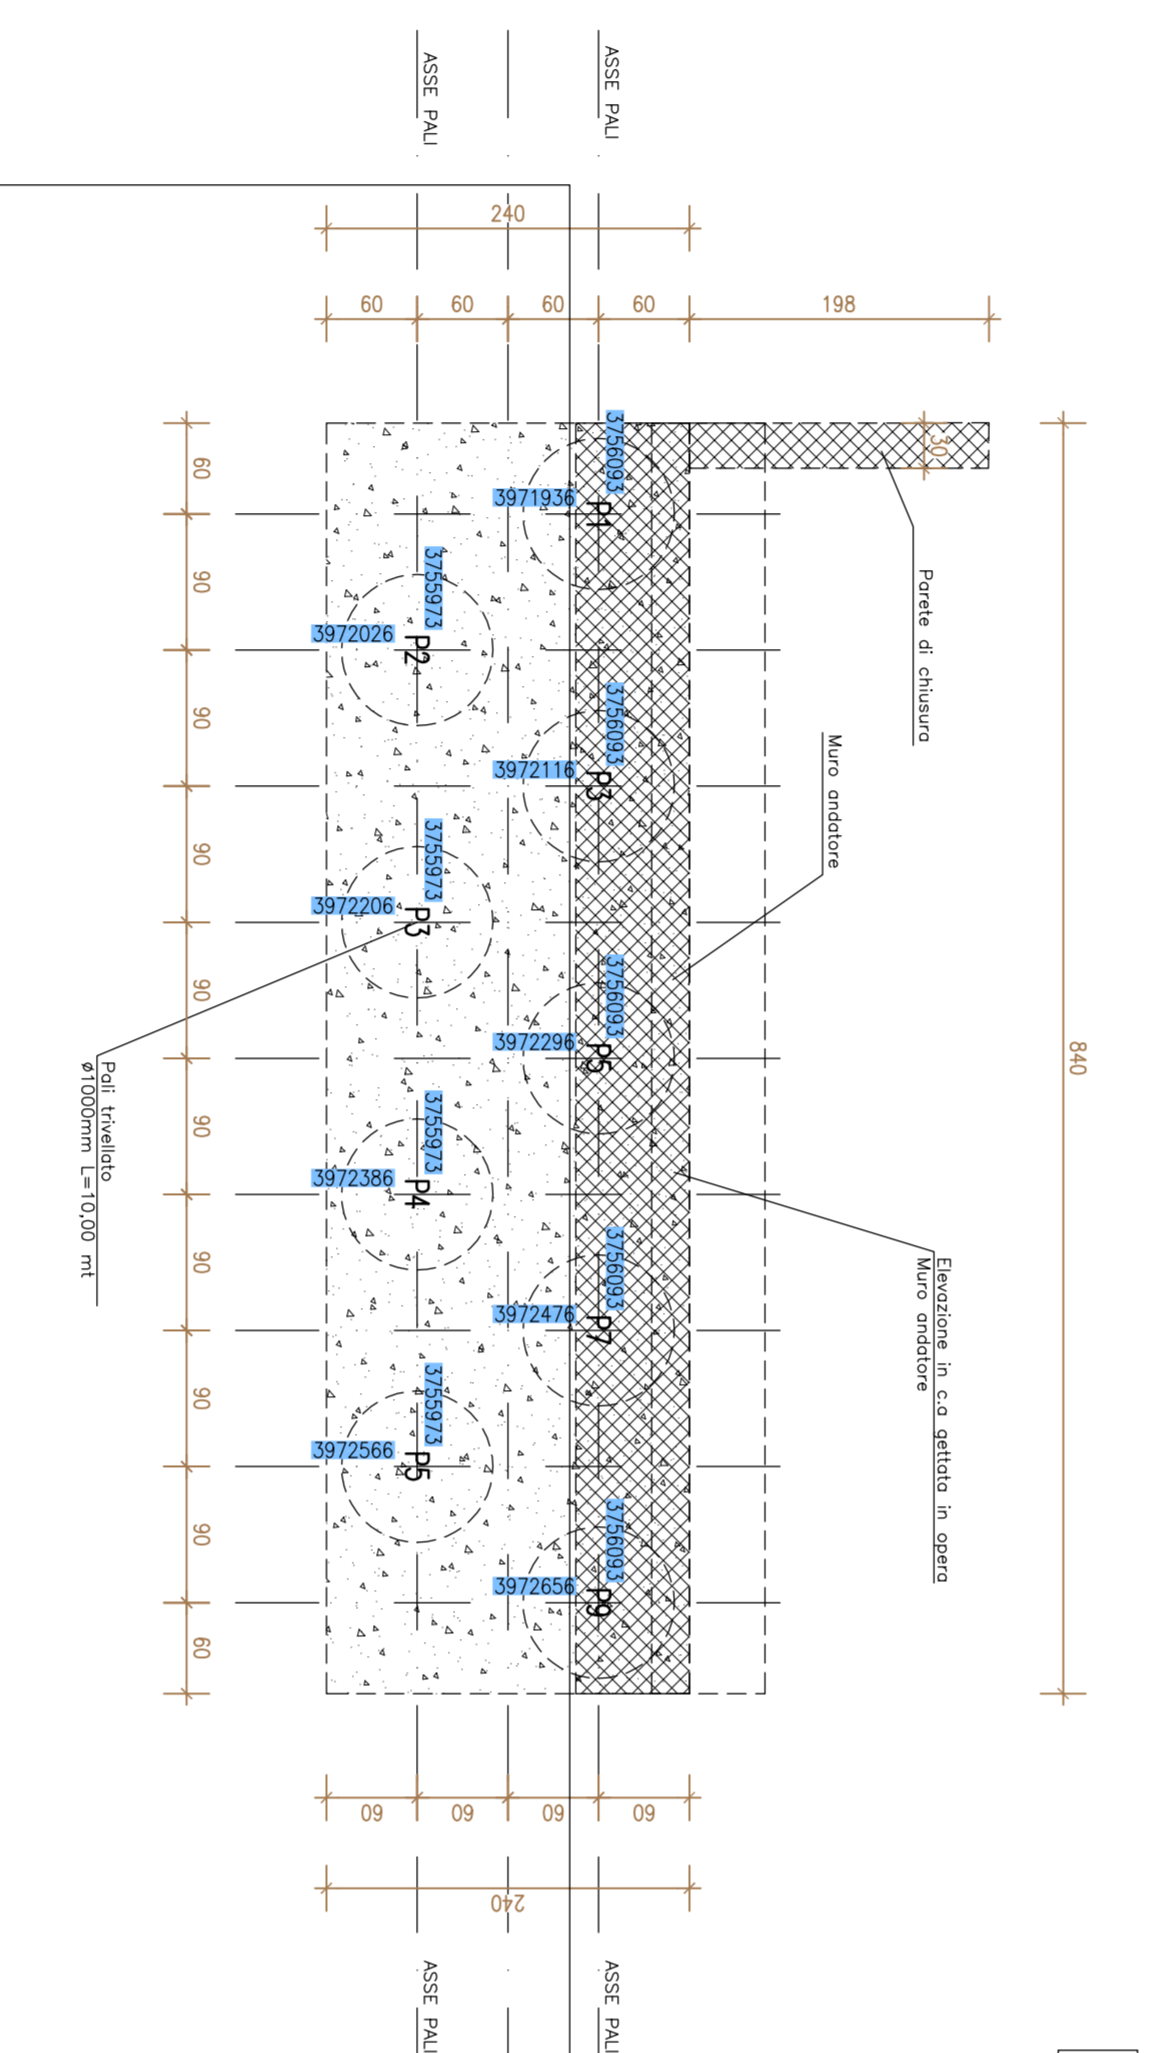 ASSE PALI
ASSE PALI
240
60
60
60
60
198
30
840
60
90
90
90
90
90
90
90
90
60
3756093
3971936
P1
3755973
3972026
P2
3756093
3972116
P3
3755973
3972206
P3
3756093
3972296
P5
3755973
3972386
P4
3756093
3972476
P7
3755973
3972566
P5
3756093
3972656
P9
Parete di chiusura
Muro andatore
Elevazione in c.a gettata in opera
Muro andatore
Pali trivellato
ø1000mm L=10,00 mt
60
60
60
60
240
ASSE PALI
ASSE PALI